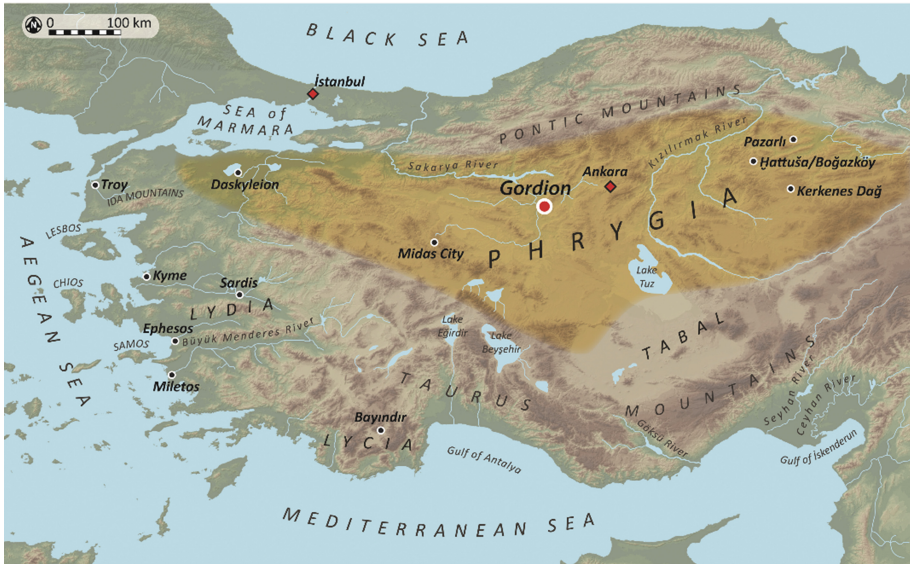 0 100 km
BLACK SEA
İstanbul
SEA of
MARMARA
PONTIC MOUNTAINS
Kızılırmak River
Pazarlı
Ḫattuša/Boğazköy
Kerkenes Dağ
Sakarya River
Ankara
Gordion
Troy
IDA MOUNTAINS
Daskyleion
PHRYGIA
Midas City
LESBOS
AEGEAN SEA
CHIOS
Kyme
Sardis
LYDIA
Lake
Tuz
Ephesos
Büyük Menderes River
SAMOS
Miletos
Lake
Eğirdir
Lake
Beyşehir
TABAL
TAURUS
MOUNTAINS
Seyhan River
Ceyhan River
Göksu River
Bayındır
LYCIA
Gulf of Antalya
Gulf of İskenderun
MEDITERRANEAN SEA